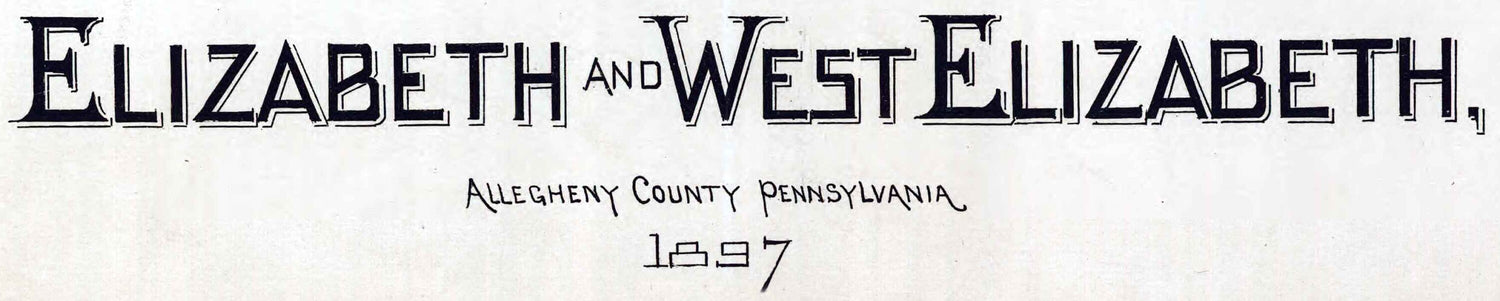 ELIZABETH AND WEST ELIZABETH,
ALLEGHENY COUNTY PENNSYLVANIA
1897